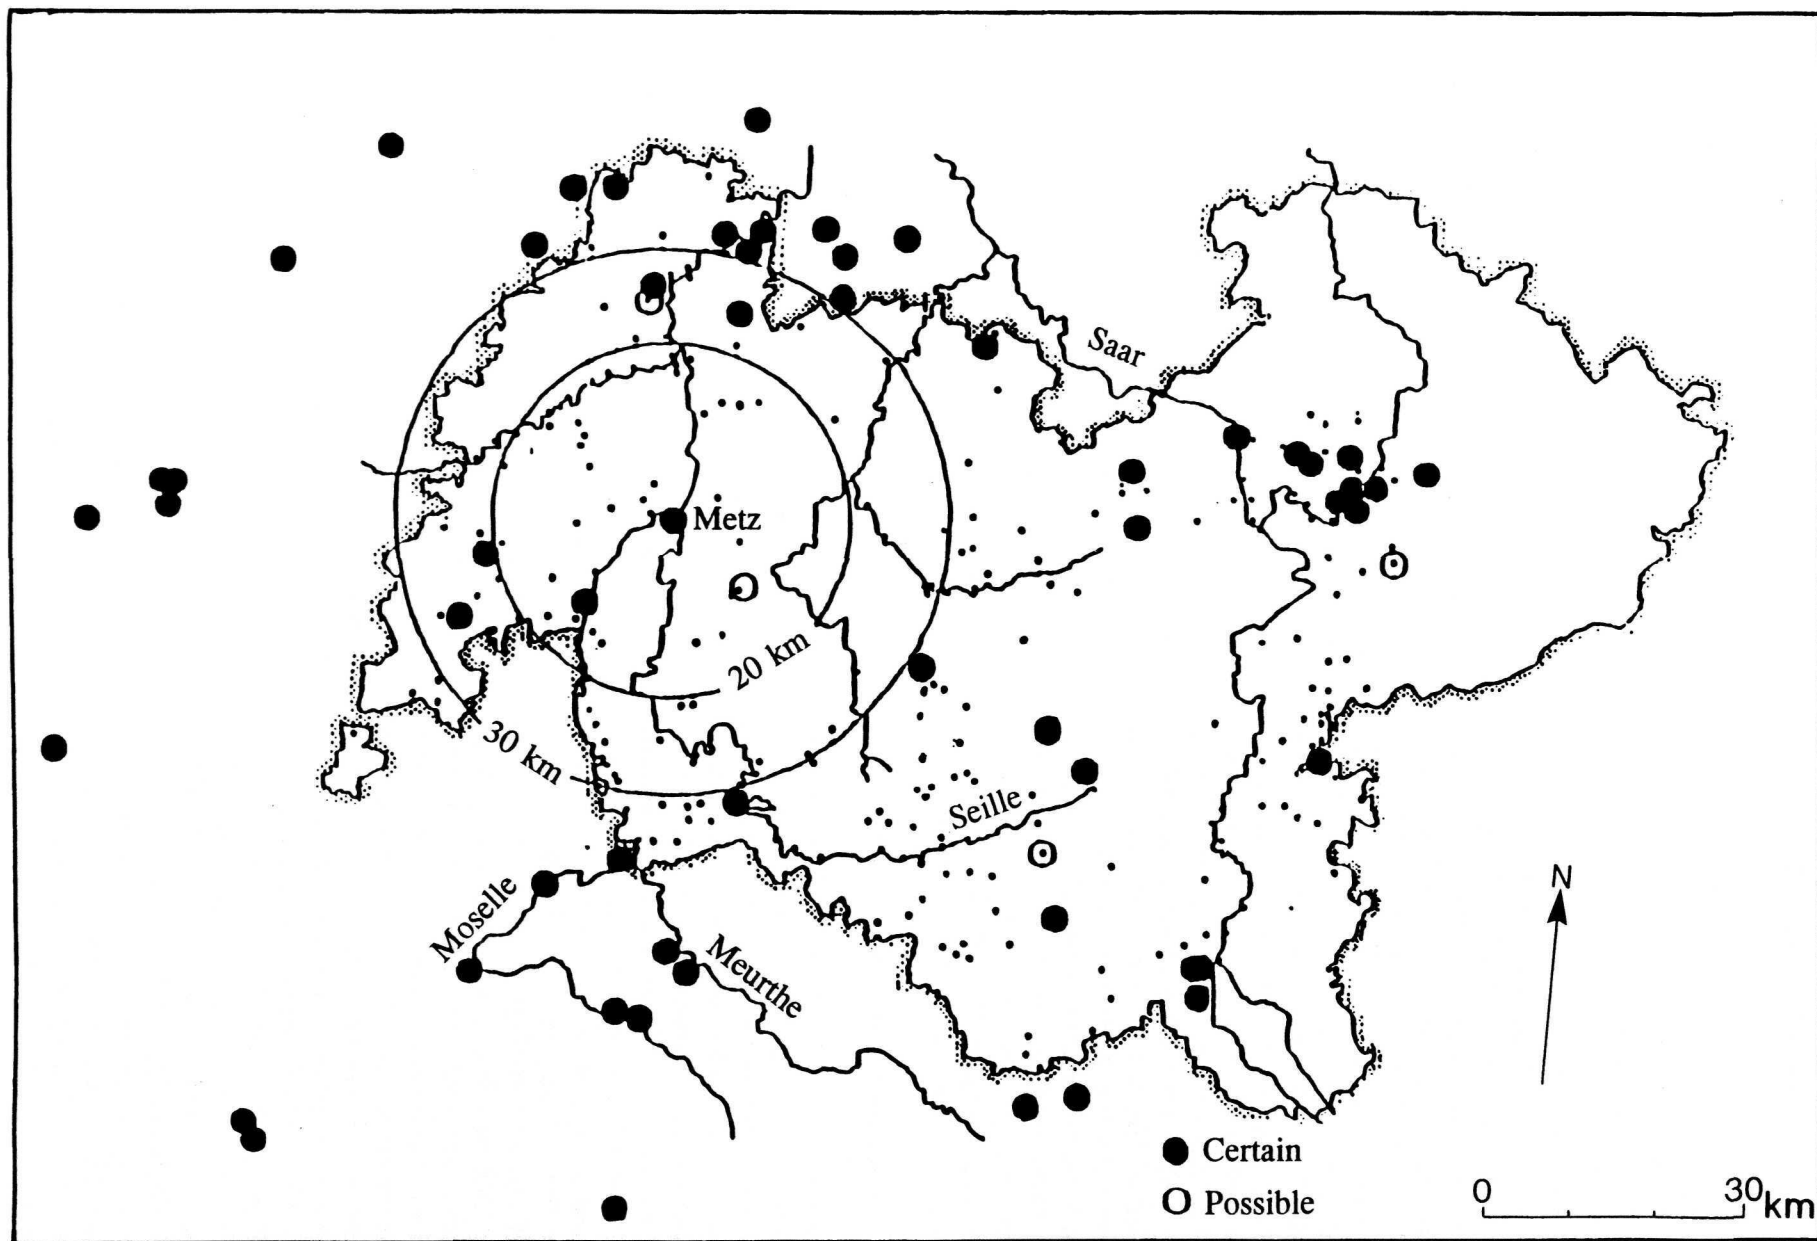 Saar
Metz
20 km
30 km
Seille
Moselle
Meurthe
N
Certain
Possible
0 30km